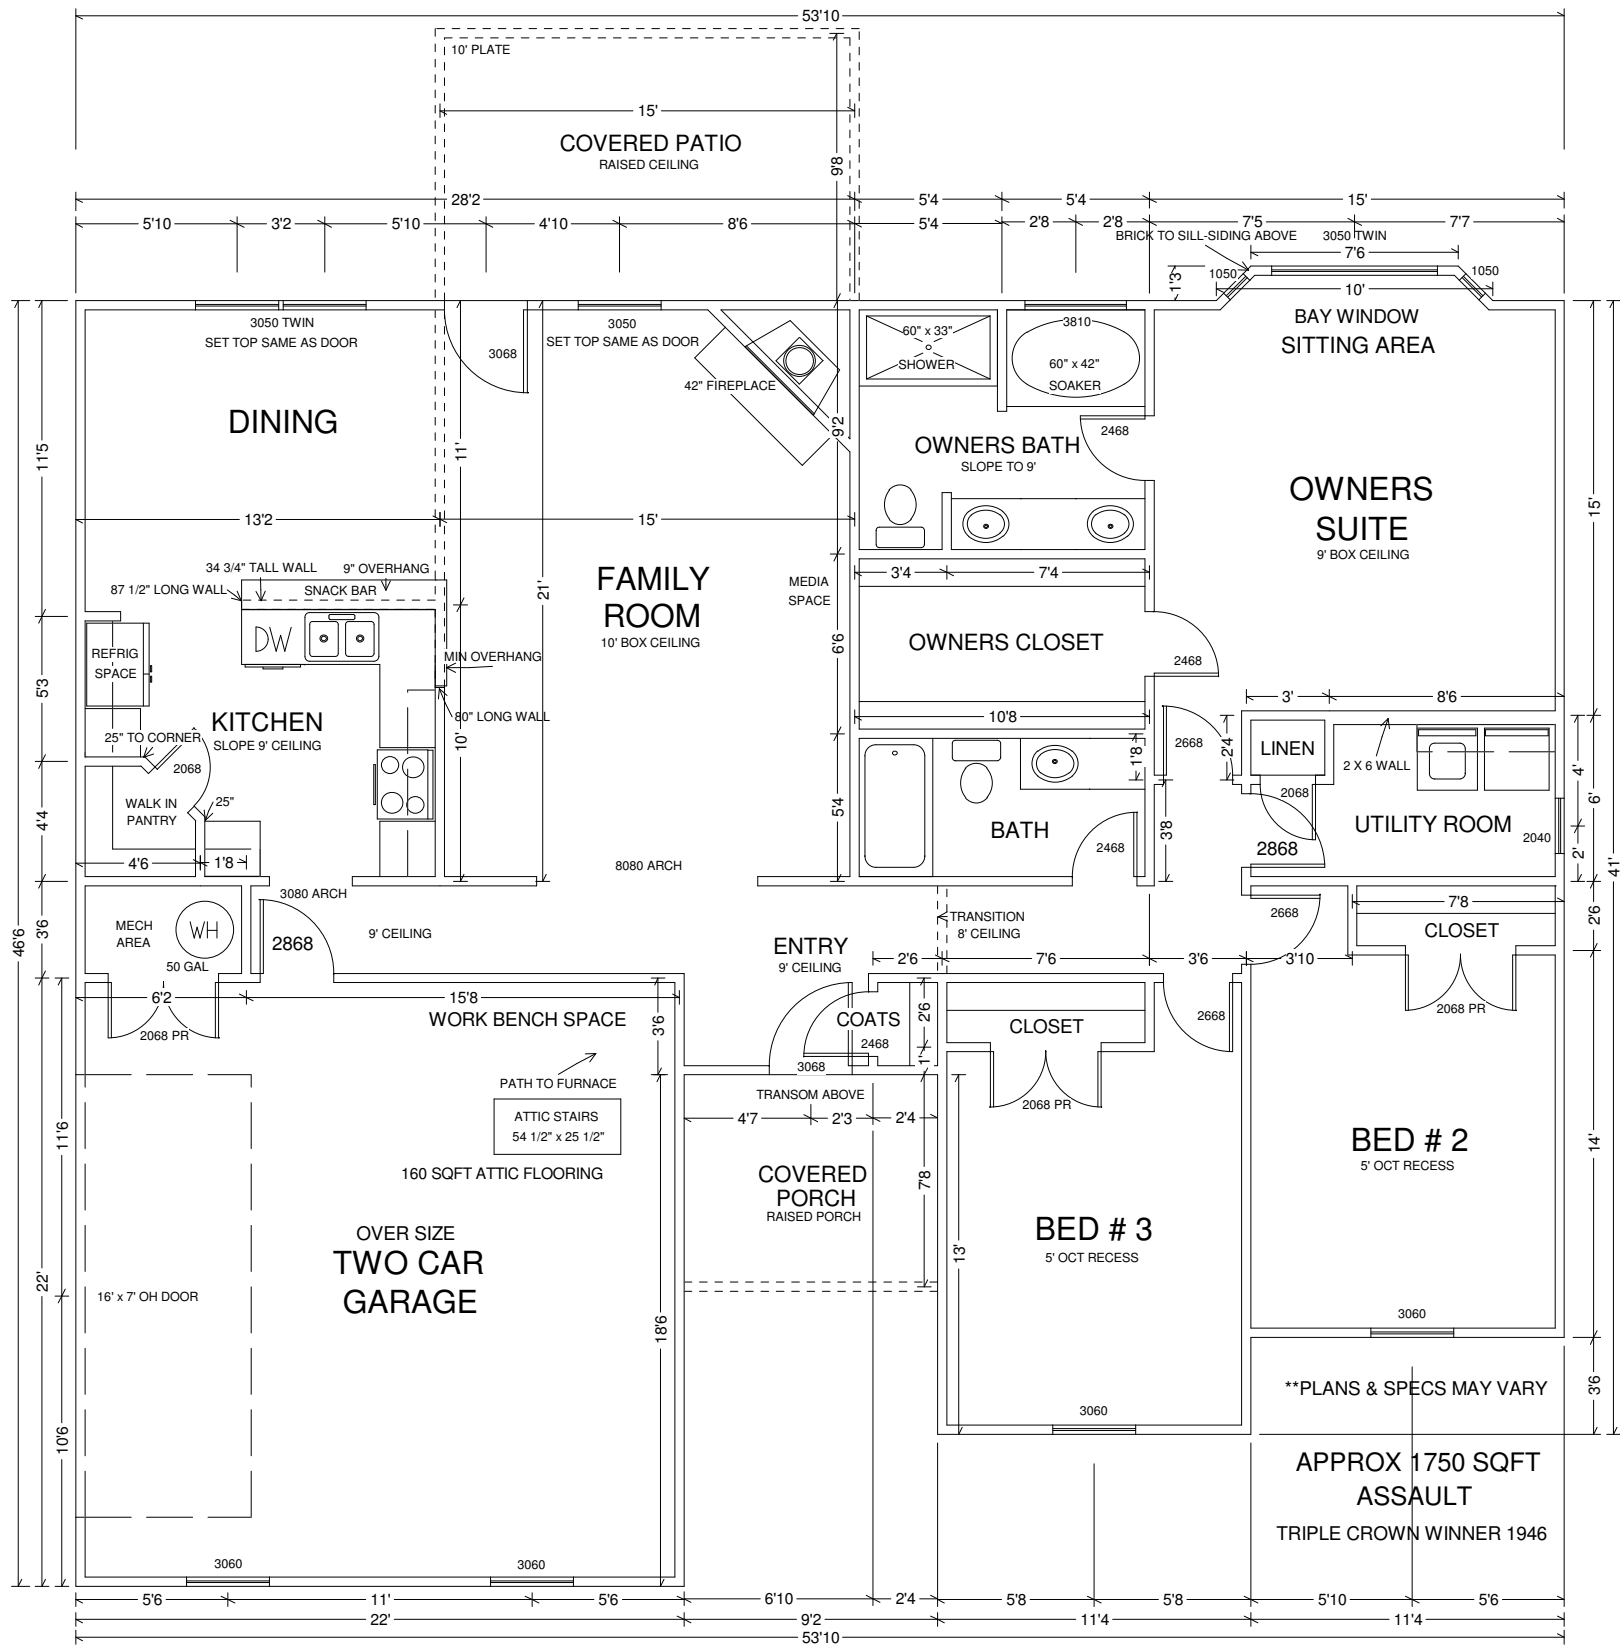 53'10
10' PLATE
15'
COVERED PATIO
RAISED CEILING
9'8
28'2
5'4
5'4
15'
5'10
3'2
5'10
4'10
8'6
5'4
2'8
2'8
7'5
7'7
BRICK TO SILL-SIDING ABOVE
3050 TWIN
7'6
1'3
1050
1050
10'
3050 TWIN
SET TOP SAME AS DOOR
3068
3050
SET TOP SAME AS DOOR
60" x 33"
SHOWER
3810
60" x 42"
SOAKER
BAY WINDOW
SITTING AREA
42" FIREPLACE
DINING
11'5
11'
9'2
2468
OWNERS BATH
SLOPE TO 9'
OWNERS
SUITE
9' BOX CEILING
15'
13'2
15'
34 3/4" TALL WALL
9" OVERHANG
87 1/2" LONG WALL
SNACK BAR
21'
FAMILY
ROOM
10' BOX CEILING
MEDIA
SPACE
3'4
7'4
DW
REFRIG
SPACE
MIN OVERHANG
6'6
OWNERS CLOSET
2468
5'3
KITCHEN
SLOPE 9' CEILING
80" LONG WALL
25" TO CORNER
10'
10'8
3'
8'6
2068
2668
2'4
LINEN
2 X 6 WALL
4'
1'8
WALK IN
PANTRY
25"
2068
6'
4'4
5'4
BATH
3'8
UTILITY ROOM
2040
2468
2868
2'
41'
4'6
1'8
8080 ARCH
3080 ARCH
7'8
2'6
46'6
3'6
MECH
AREA
WH
50 GAL
2868
9' CEILING
ENTRY
9' CEILING
TRANSITION
8' CEILING
2668
CLOSET
2'6
7'6
3'6
3'10
6'2
15'8
2068 PR
WORK BENCH SPACE
3'6
COATS
2468
2'6
1'
CLOSET
2668
2068 PR
3068
PATH TO FURNACE
TRANSOM ABOVE
2068 PR
ATTIC STAIRS
54 1/2" x 25 1/2"
4'7
2'3
2'4
11'6
160 SQFT ATTIC FLOORING
COVERED
PORCH
RAISED PORCH
7'8
BED # 2
5' OCT RECESS
14'
OVER SIZE
TWO CAR
GARAGE
BED # 3
5' OCT RECESS
13'
22'
16' x 7' OH DOOR
18'6
3060
**PLANS & SPECS MAY VARY
3'6
3060
10'6
APPROX 1750 SQFT
ASSAULT
TRIPLE CROWN WINNER 1946
3060
3060
5'6
11'
5'6
6'10
2'4
5'8
5'8
5'10
5'6
22'
9'2
11'4
11'4
53'10